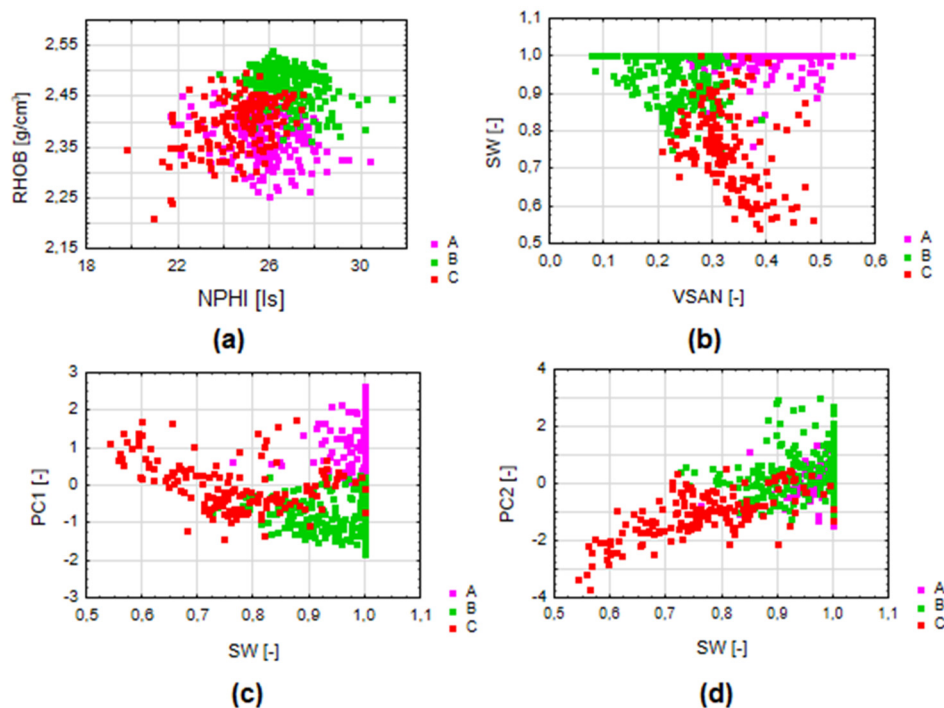 2,55
2,45
2,35
2,25
2,15
RHOB [g/cm³]
18 22 26 30
NPHI [ls]
A
B
C
(a)
1,0
0,9
0,8
0,7
0,6
0,5
SW [-]
0,0 0,1 0,2 0,3 0,4 0,5 0,6
VSAN [-]
A
B
C
(b)
3
2
1
0
-1
-2
-3
PC1 [-]
0,5 0,6 0,7 0,8 0,9 1,0 1,1
SW [-]
A
B
C
(c)
4
2
0
-2
-4
PC2 [-]
0,5 0,6 0,7 0,8 0,9 1,0 1,1
SW [-]
A
B
C
(d)